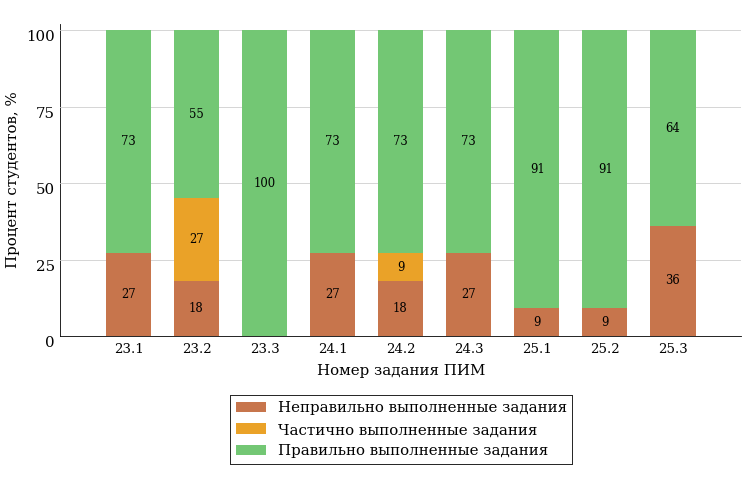 100
75
50
25
0
Процент студентов, %
73 55 100 73 73 73 91 91 64
27 27 18 27 9 18 27 9 9 36
23.1 23.2 23.3 24.1 24.2 24.3 25.1 25.2 25.3
Номер задания ПИМ
Неправильно выполненные задания
Частично выполненные задания
Правильно выполненные задания